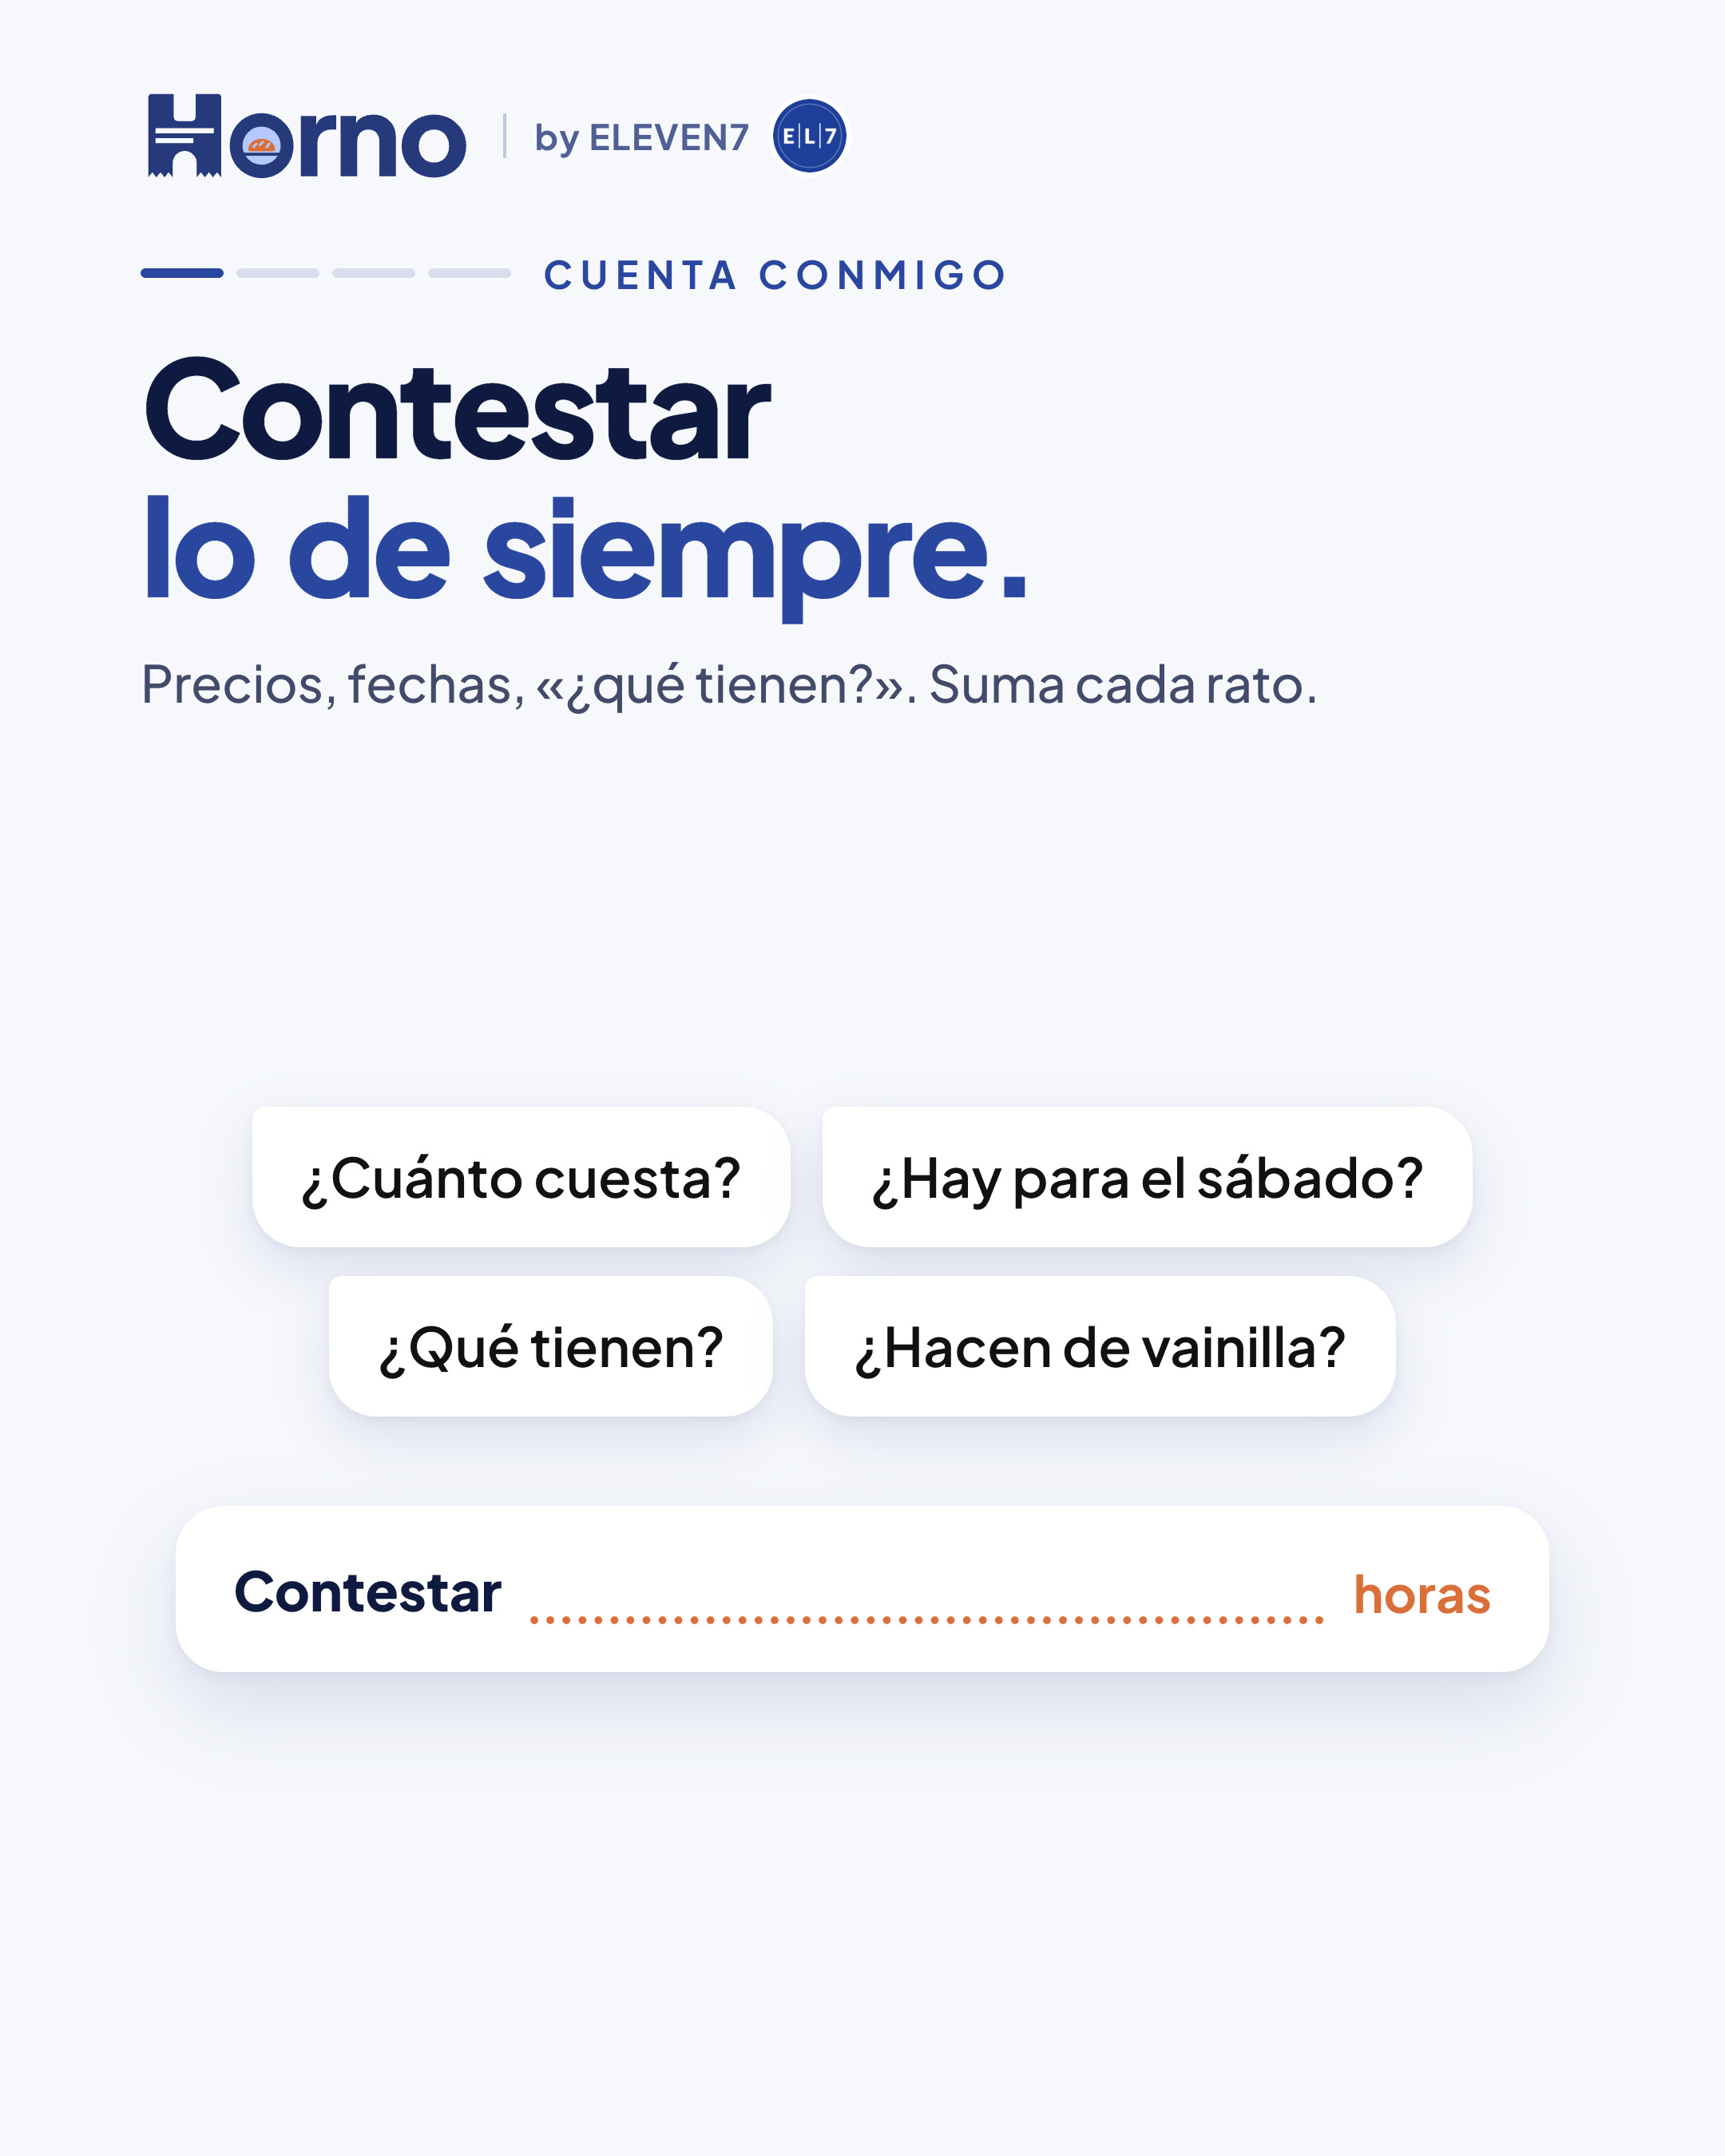 Horno by ELEVEN7 E|L|7
CUENTA CONMIGO
Contestar
lo de siempre.
Precios, fechas, «¿qué tienen?». Suma cada rato.
¿Cuánto cuesta? ¿Hay para el sábado?
¿Qué tienen? ¿Hacen de vainilla?
Contestar horas